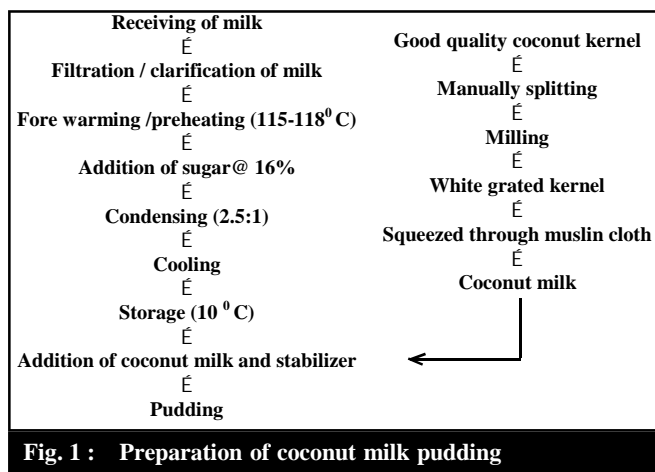 Receiving of milk
É
Filtration / clarification of milk
É
Fore warming /preheating (115-118⁰ C)
É
Addition of sugar@ 16%
É
Condensing (2.5:1)
É
Cooling
É
Storage (10 ⁰ C)
É
Addition of coconut milk and stabilizer
É
Pudding
Good quality coconut kernel
É
Manually splitting
É
Milling
É
White grated kernel
É
Squeezed through muslin cloth
É
Coconut milk
Fig. 1 : Preparation of coconut milk pudding